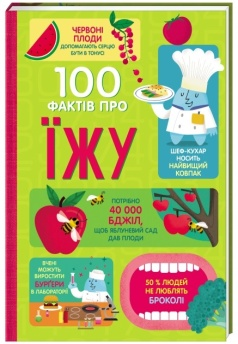 ЧЕРВОНІ
ПЛОДИ
ДОПОМАГАЮТЬ СЕРЦЮ
БУТИ В ТОНУСІ
100
ФАКТІВ ПРО
ЇЖУ
ШЕФ-КУХАР
НОСИТЬ
НАЙВИЩИЙ
КОВПАК
ПОТРІБНО
40 000
БДЖІЛ,
ЩОБ ЯБЛУНЕВИЙ САД
ДАВ ПЛОДИ
ВЧЕНІ
МОЖУТЬ
ВИРОСТИТИ
БУРГЕРИ
В ЛАБОРАТОРІЇ
50 % ЛЮДЕЙ
НЕ ЛЮБЛЯТЬ
БРОКОЛІ